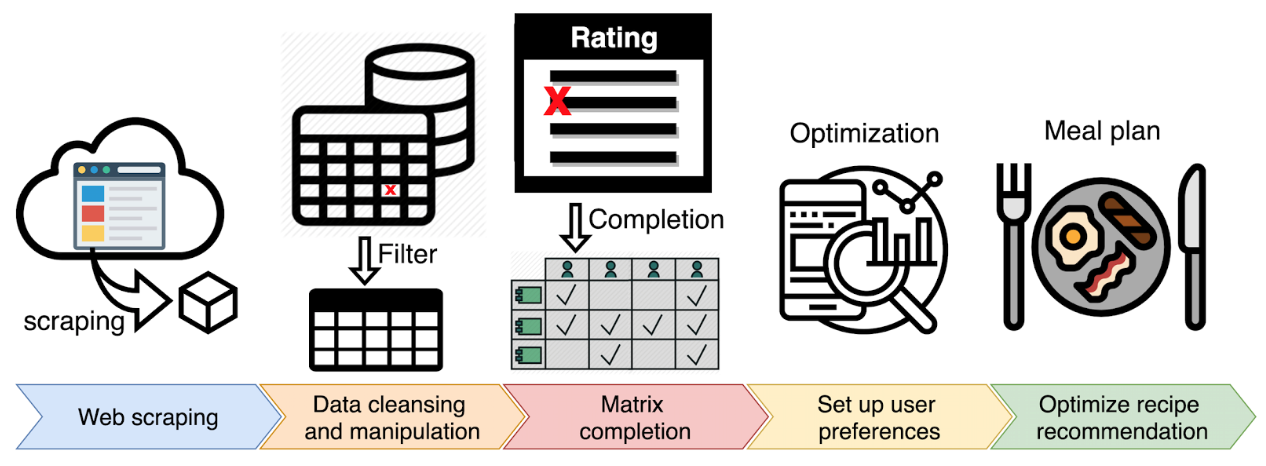 Rating
X
X
Optimization
Meal plan
Completion
Filter
scraping
Web scraping
Data cleansing
and manipulation
Matrix
completion
Set up user
preferences
Optimize recipe
recommendation